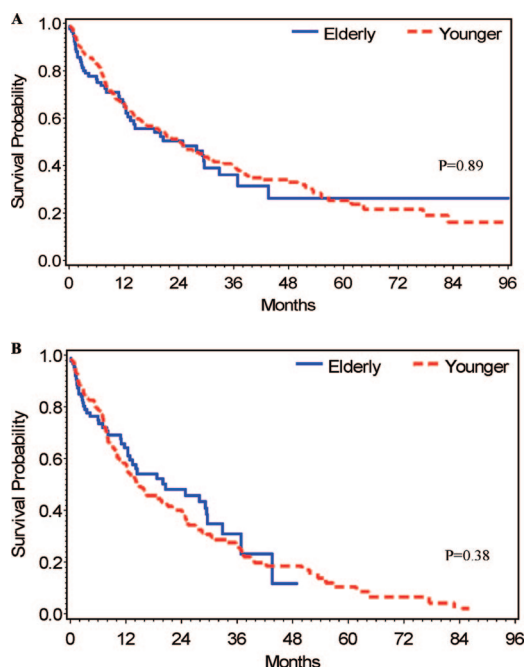 A
Elderly Younger
1.0
0.8
0.6
0.4
0.2
0.0
P=0.89
Survival Probability
0 12 24 36 48 60 72 84 96
Months
B
Elderly Younger
1.0
0.8
0.6
0.4
0.2
0.0
P=0.38
Survival Probability
0 12 24 36 48 60 72 84 96
Months